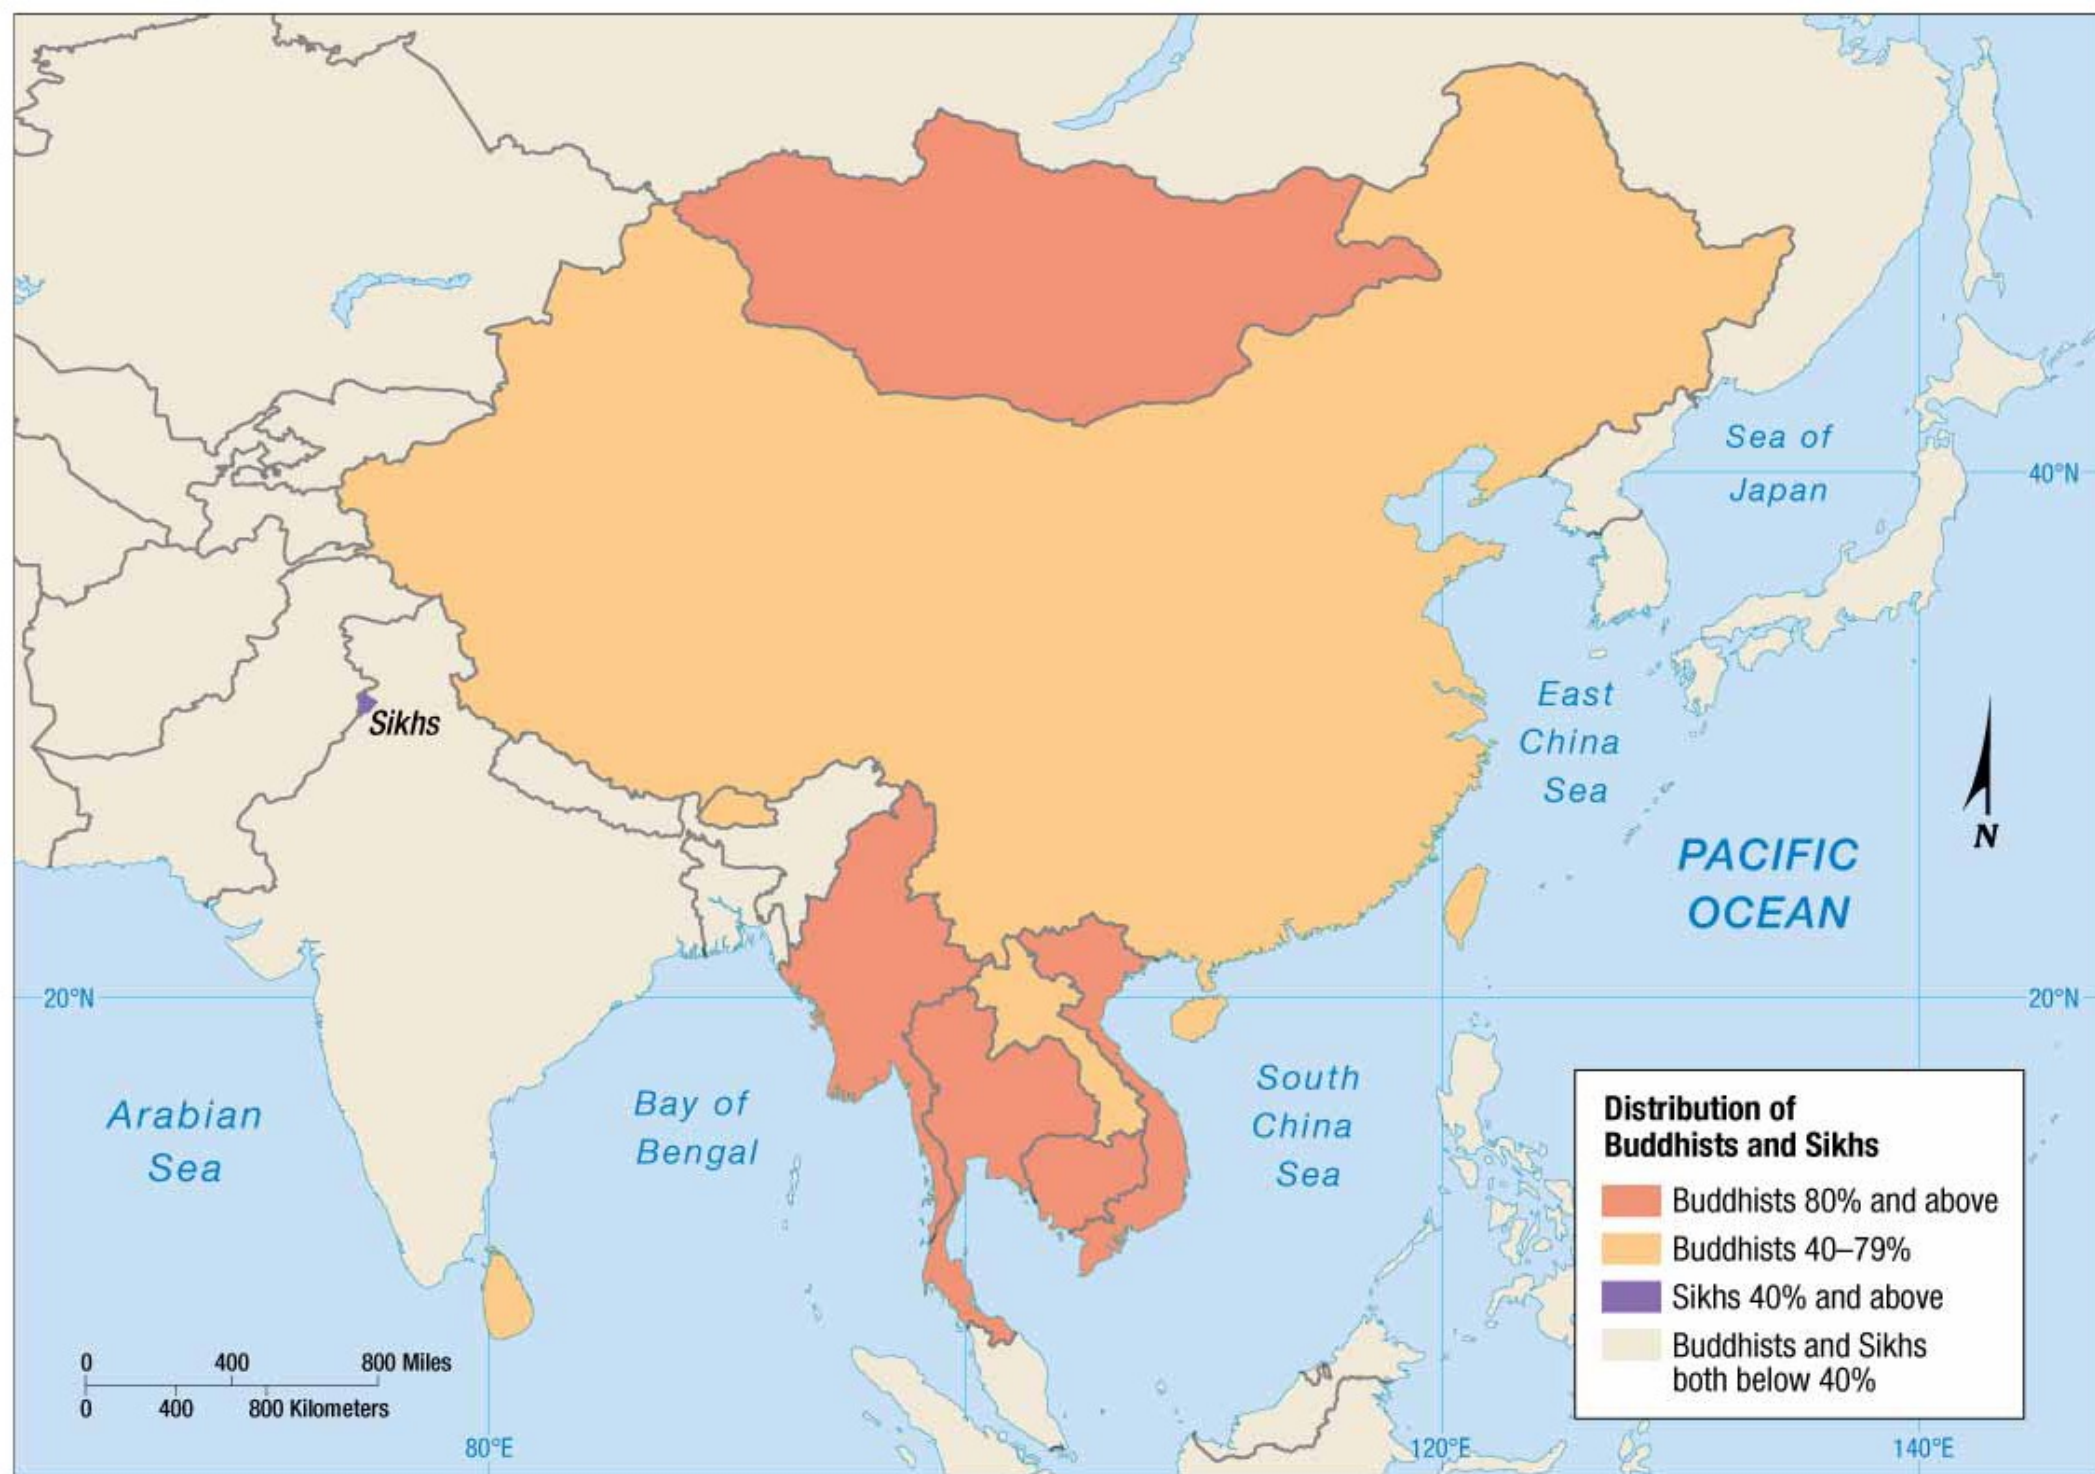 Sea of
Japan
40°N
East
China
Sea
Sikhs
N
PACIFIC
OCEAN
20°N
20°N
Arabian
Sea
Bay of
Bengal
South
China
Sea
Distribution of
Buddhists and Sikhs
Buddhists 80% and above
Buddhists 40–79%
Sikhs 40% and above
Buddhists and Sikhs
both below 40%
0 400 800 Miles
0 400 800 Kilometers
80°E
120°E
140°E